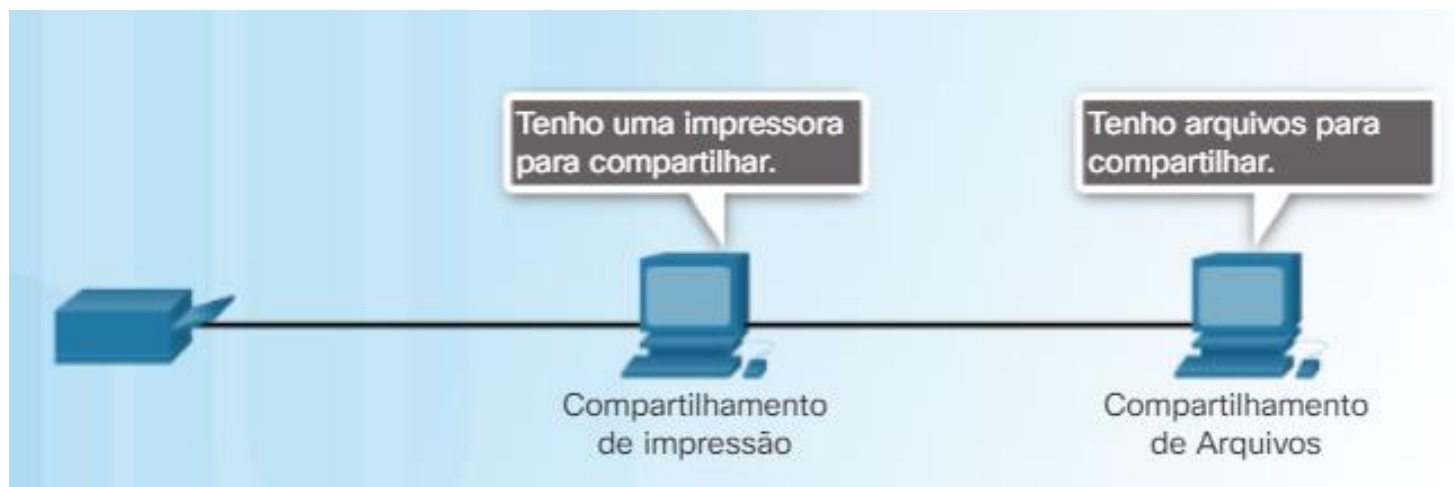 Tenho uma impressora
para compartilhar.
Tenho arquivos para
compartilhar.
Compartilhamento
de impressão
Compartilhamento
de Arquivos